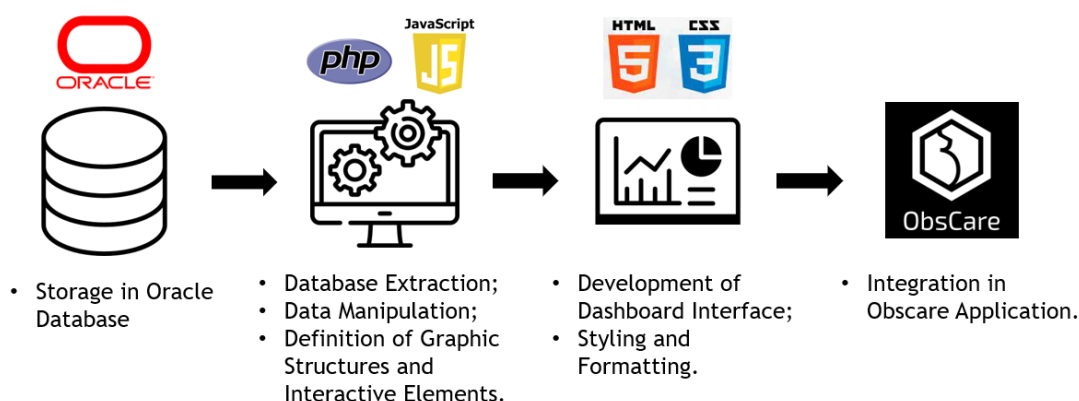 ORACLE
php
JavaScript
JS
HTML
5
CSS
3
ObsCare
• Storage in Oracle
Database
• Database Extraction;
• Data Manipulation;
• Definition of Graphic
Structures and
Interactive Elements.
• Development of
Dashboard Interface;
• Styling and
Formatting.
• Integration in
Obscare Application.